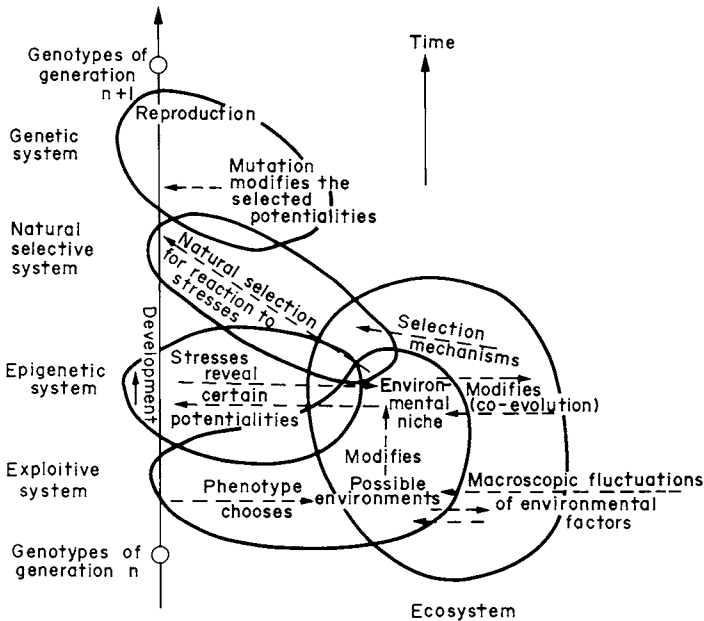 Genotypes of
generation
n+1
Time
Reproduction
Genetic
system
Mutation
modifies the
selected
potentialities
Natural
selective
system
Natural selection
for reaction to
stresses
Development
Selection
mechanisms
Epigenetic
system
Stresses
reveal
certain
potentialities
Environ-
mental
niche
Modifies
(co-evolution)
Modifies
Exploitive
system
Phenotype
chooses
Possible
environments
Macroscopic fluctuations
of environmental
factors
Genotypes of
generation n
Ecosystem